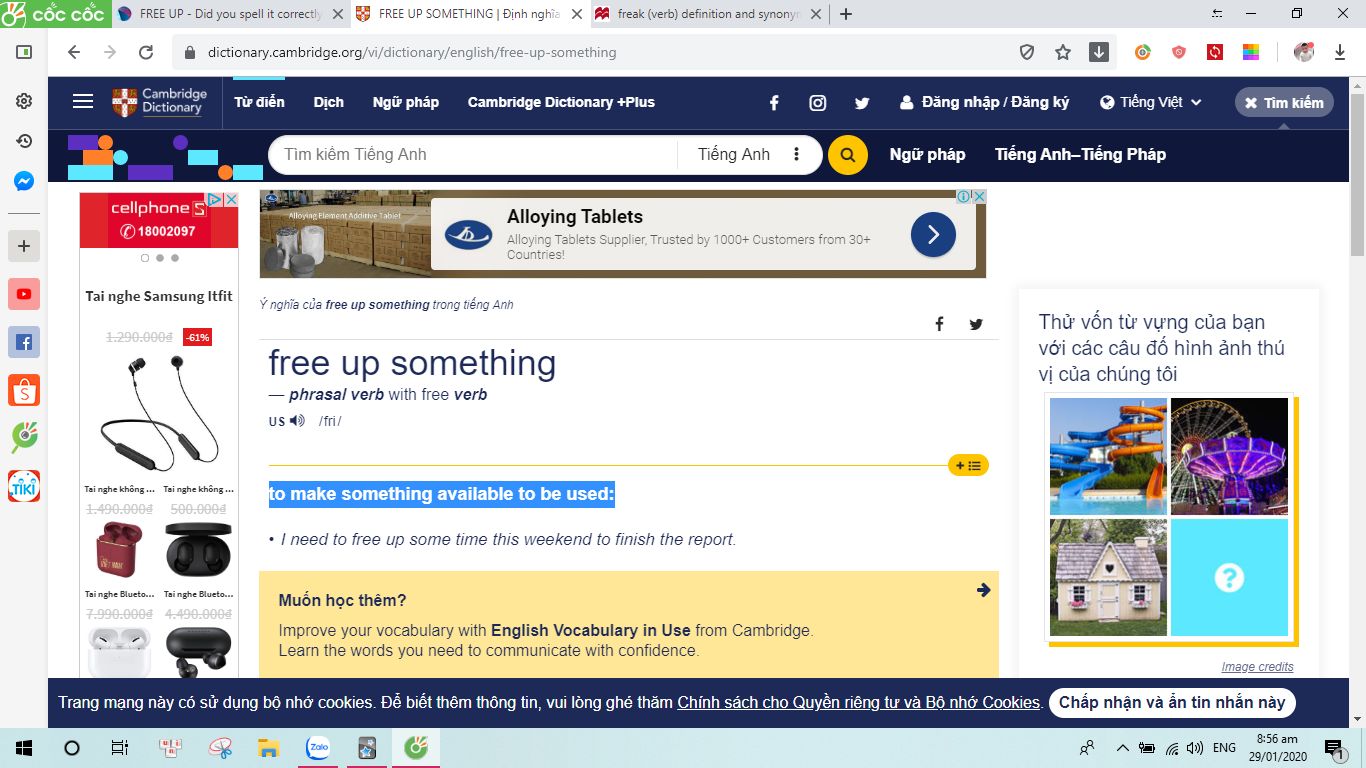 cốc cốc
FREE UP - Did you spell it correctly
FREE UP SOMETHING | Định nghĩa
freak (verb) definition and synonym
dictionary.cambridge.org/vi/dictionary/english/free-up-something
Cambridge
Dictionary
Từ điển
Dịch
Ngữ pháp
Cambridge Dictionary +Plus
Đăng nhập / Đăng ký
Tiếng Việt
Tìm kiếm
Tìm kiếm Tiếng Anh
Tiếng Anh
Ngữ pháp
Tiếng Anh–Tiếng Pháp
cellphoneS
18002097
Tai nghe Samsung Itfit
1.290.000₫
-61%
Tai nghe không ...
Tai nghe không ...
1.490.000₫
500.000₫
Tai nghe Blueto...
Tai nghe Blueto...
7.990.000₫
4.490.000₫
Alloying Element Additive Tablet
Alloying Tablets
Alloying Tablets Supplier, Trusted by 1000+ Customers from 30+
Countries!
Ý nghĩa của free up something trong tiếng Anh
free up something
— phrasal verb with free verb
US /fri/
to make something available to be used:
• I need to free up some time this weekend to finish the report.
Muốn học thêm?
Improve your vocabulary with English Vocabulary in Use from Cambridge.
Learn the words you need to communicate with confidence.
Thử vốn từ vựng của bạn
với các câu đố hình ảnh thú
vị của chúng tôi
?
Image credits
TIKI
Trang mạng này có sử dụng bộ nhớ cookies. Để biết thêm thông tin, vui lòng ghé thăm Chính sách cho Quyền riêng tư và Bộ nhớ Cookies.
Chấp nhận và ẩn tin nhắn này
Zalo
ENG
8:56 am
29/01/2020
1